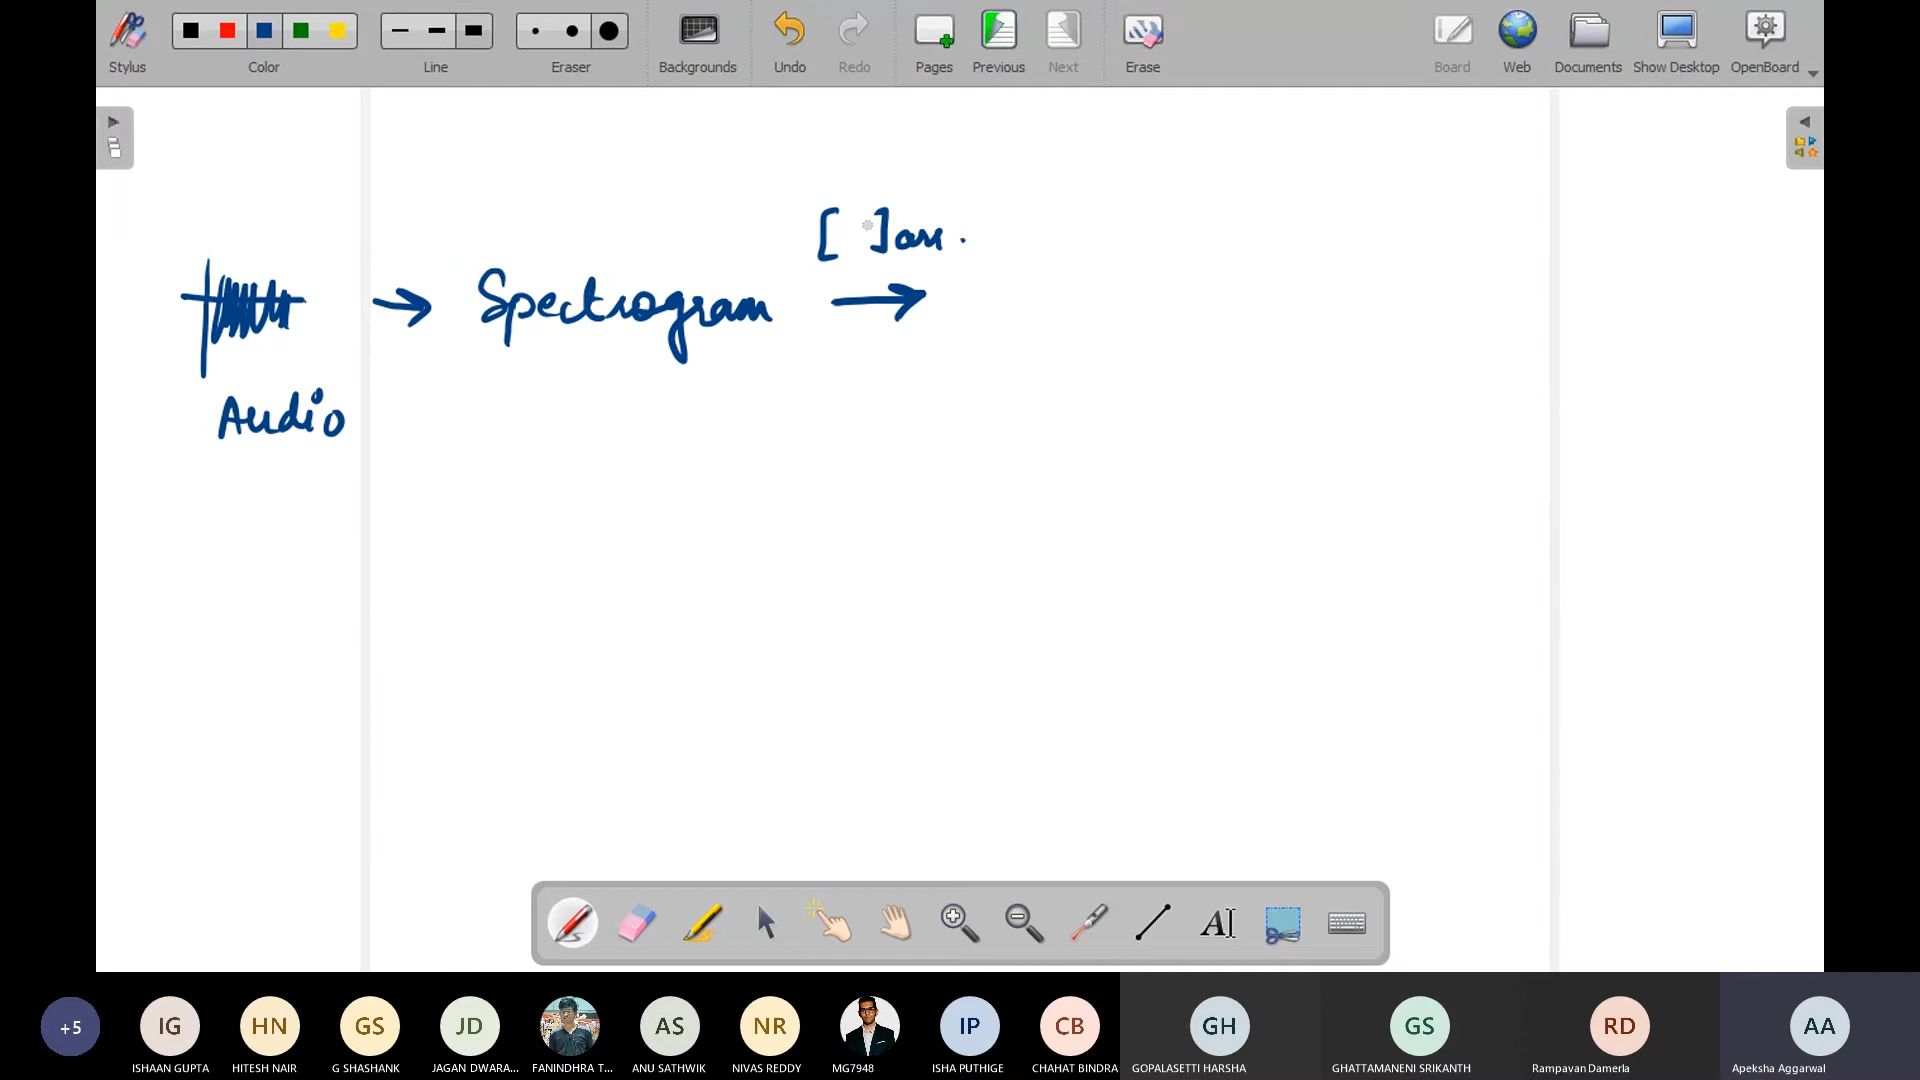 Stylus Color Line Eraser Backgrounds Undo Redo Pages Previous Next Erase Board Web Documents Show Desktop OpenBoard
[ ]arr.
→ Spectrogram →
Audio
AI
+5 IG HN GS JD AS NR IP CB GH GS RD AA
ISHAAN GUPTA HITESH NAIR G SHASHANK JAGAN DWARA... FANINDHRA T... ANU SATHWIK NIVAS REDDY MG7948 ISHA PUTHIGE CHAHAT BINDRA GOPALASETTI HARSHA GHATTAMANENI SRIKANTH Rampavan Damerla Apeksha Aggarwal